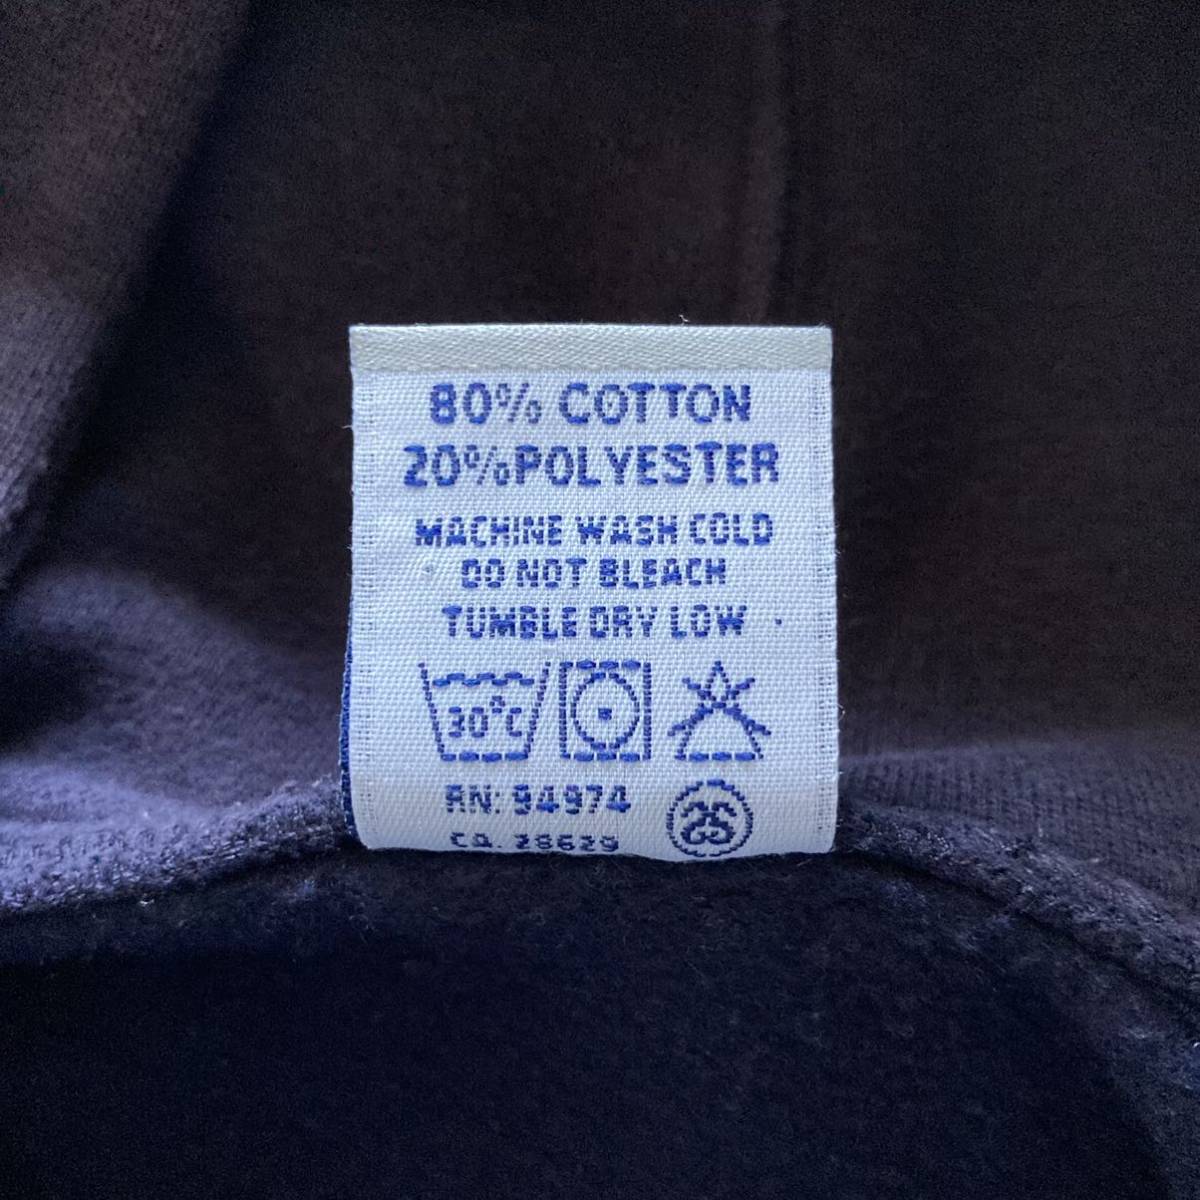 80% COTTON
20% POLYESTER
MACHINE WASH COLD
DO NOT BLEACH
TUMBLE DRY LOW
30°C
RN: 94974
CA. 28629